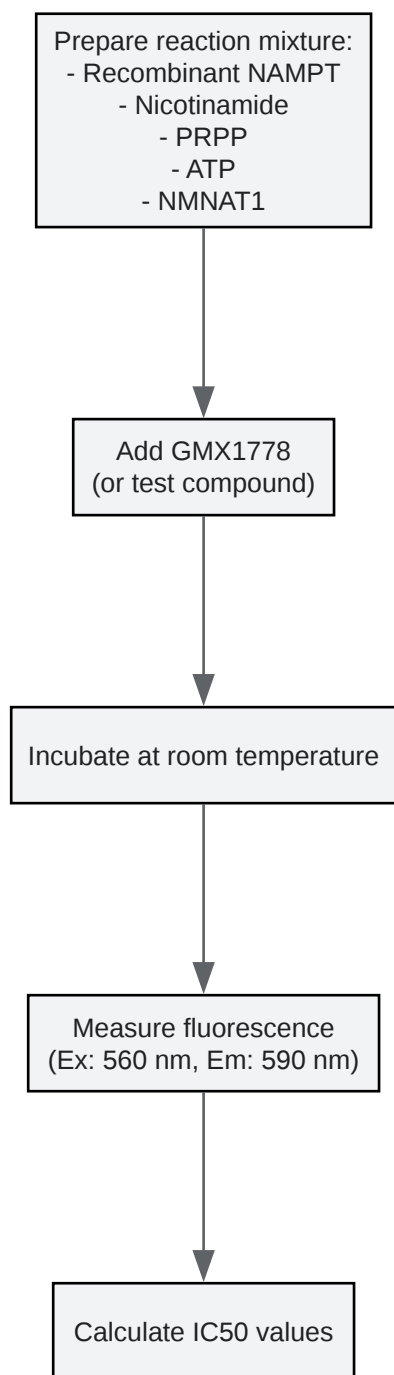 Prepare reaction mixture:
- Recombinant NAMPT
- Nicotinamide
- PRPP
- ATP
- NMNAT1
Add GMX1778
(or test compound)
Incubate at room temperature
Measure fluorescence
(Ex: 560 nm, Em: 590 nm)
Calculate IC50 values